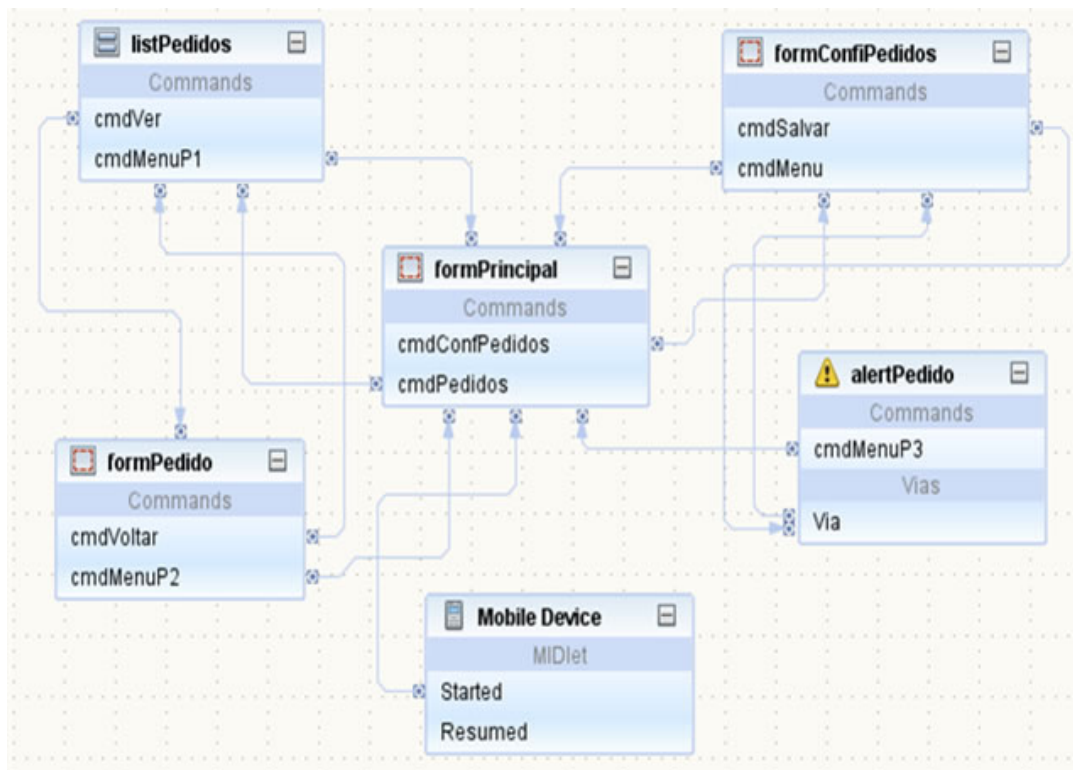 listPedidos
Commands
cmdVer
cmdMenuP1
formConfiPedidos
Commands
cmdSalvar
cmdMenu
formPrincipal
Commands
cmdConfPedidos
cmdPedidos
alertPedido
Commands
cmdMenuP3
Vias
Via
formPedido
Commands
cmdVoltar
cmdMenuP2
Mobile Device
MIDlet
Started
Resumed